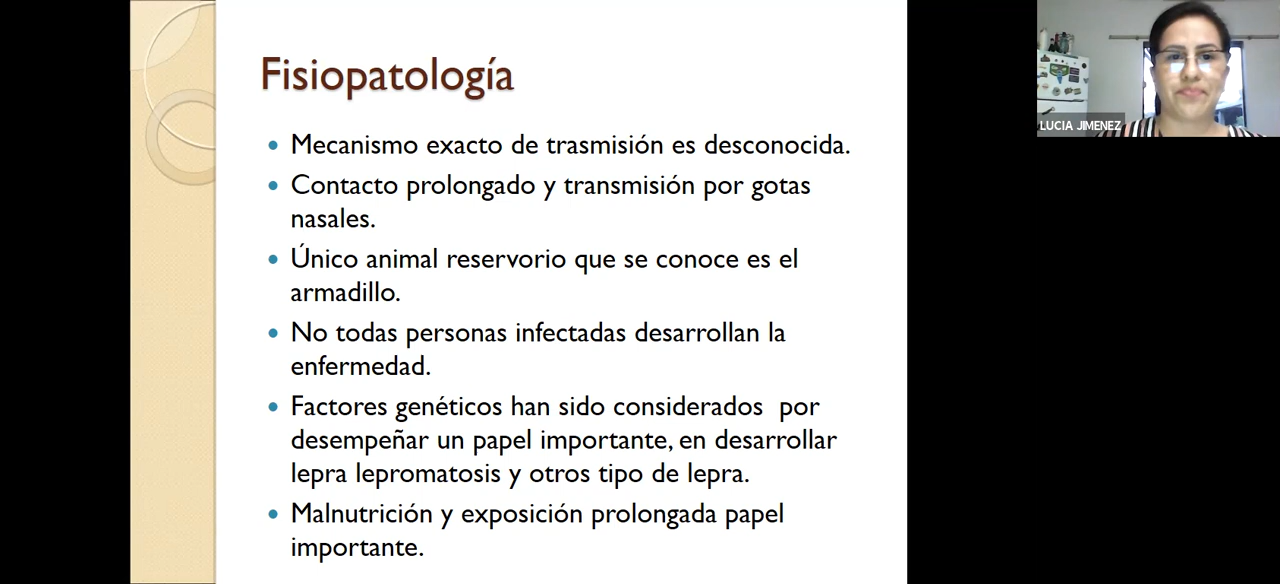 Fisiopatología
Mecanismo exacto de trasmisión es desconocida.
Contacto prolongado y transmisión por gotas
nasales.
Único animal reservorio que se conoce es el
armadillo.
No todas personas infectadas desarrollan la
enfermedad.
Factores genéticos han sido considerados  por
desempeñar un papel importante, en desarrollar
lepra lepromatosis y otros tipo de lepra.
Malnutrición y exposición prolongada papel
importante.
LUCIA JIMENEZ